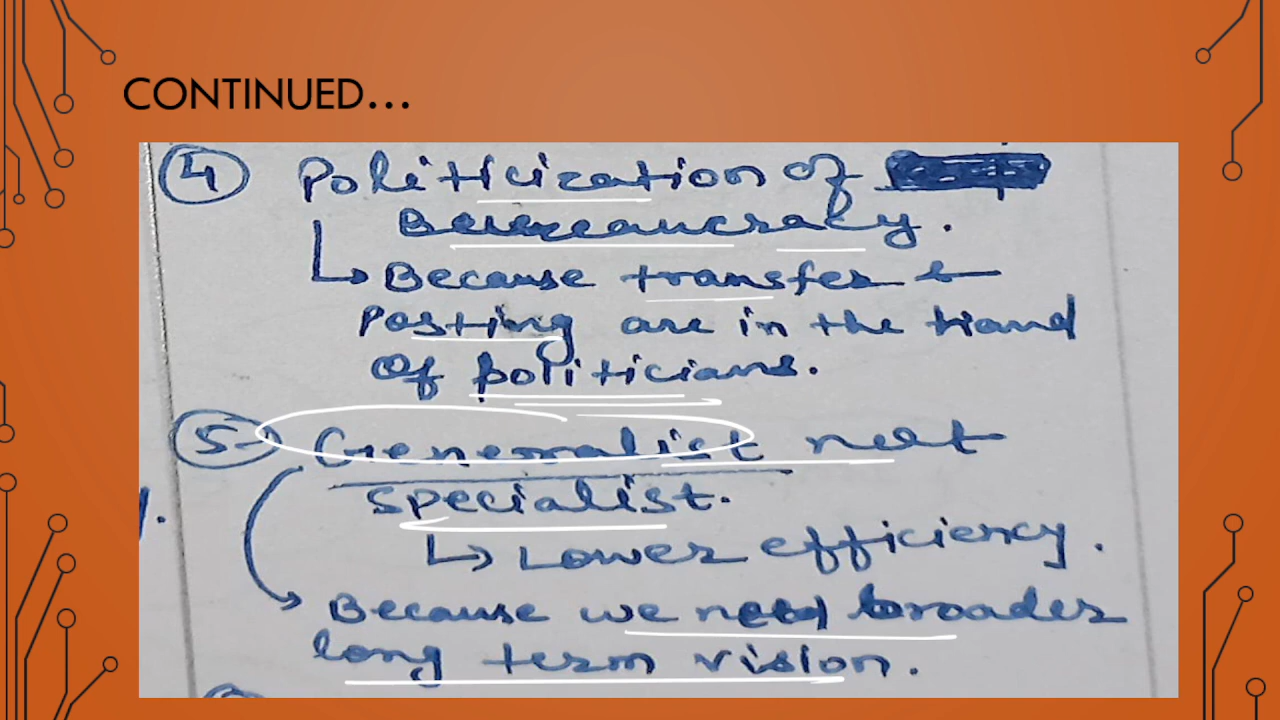 CONTINUED...
4 Politicization of
Bureaucracy.
↳ Because transfer &
Posting are in the hand
Of politicians.
5 Generalist not
specialist.
↳ Lower efficiency.
→ Because we need broader
long term vision.